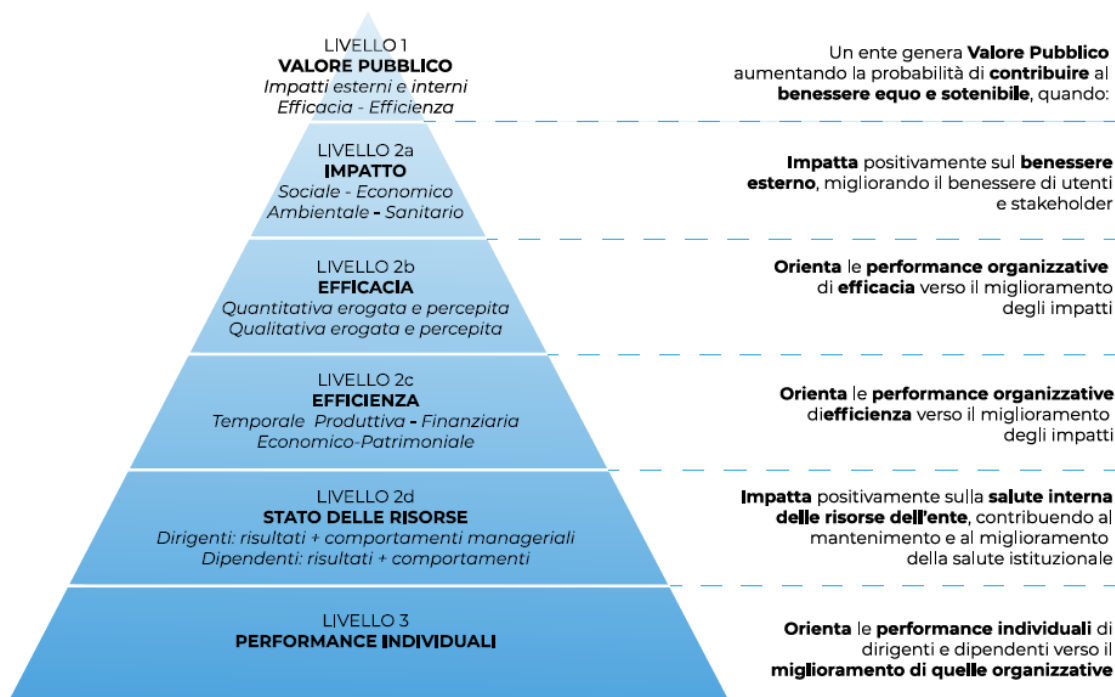 LIVELLO 1
VALORE PUBBLICO
Impatti esterni e interni
Efficacia - Efficienza
Un ente genera Valore Pubblico
aumentando la probabilità di contribuire al
benessere equo e sotenibile, quando:
LIVELLO 2a
IMPATTO
Sociale - Economico
Ambientale - Sanitario
Impatta positivamente sul benessere
esterno, migliorando il benessere di utenti
e stakeholder
LIVELLO 2b
EFFICACIA
Quantitativa erogata e percepita
Qualitativa erogata e percepita
Orienta le performance organizzative
di efficacia verso il miglioramento
degli impatti
LIVELLO 2c
EFFICIENZA
Temporale Produttiva - Finanziaria
Economico-Patrimoniale
Orienta le performance organizzative
diefficienza verso il miglioramento
degli impatti
LIVELLO 2d
STATO DELLE RISORSE
Dirigenti: risultati + comportamenti manageriali
Dipendenti: risultati + comportamenti
Impatta positivamente sulla salute interna
delle risorse dell'ente, contribuendo al
mantenimento e al miglioramento
della salute istituzionale
LIVELLO 3
PERFORMANCE INDIVIDUALI
Orienta le performance individuali di
dirigenti e dipendenti verso il
miglioramento di quelle organizzative